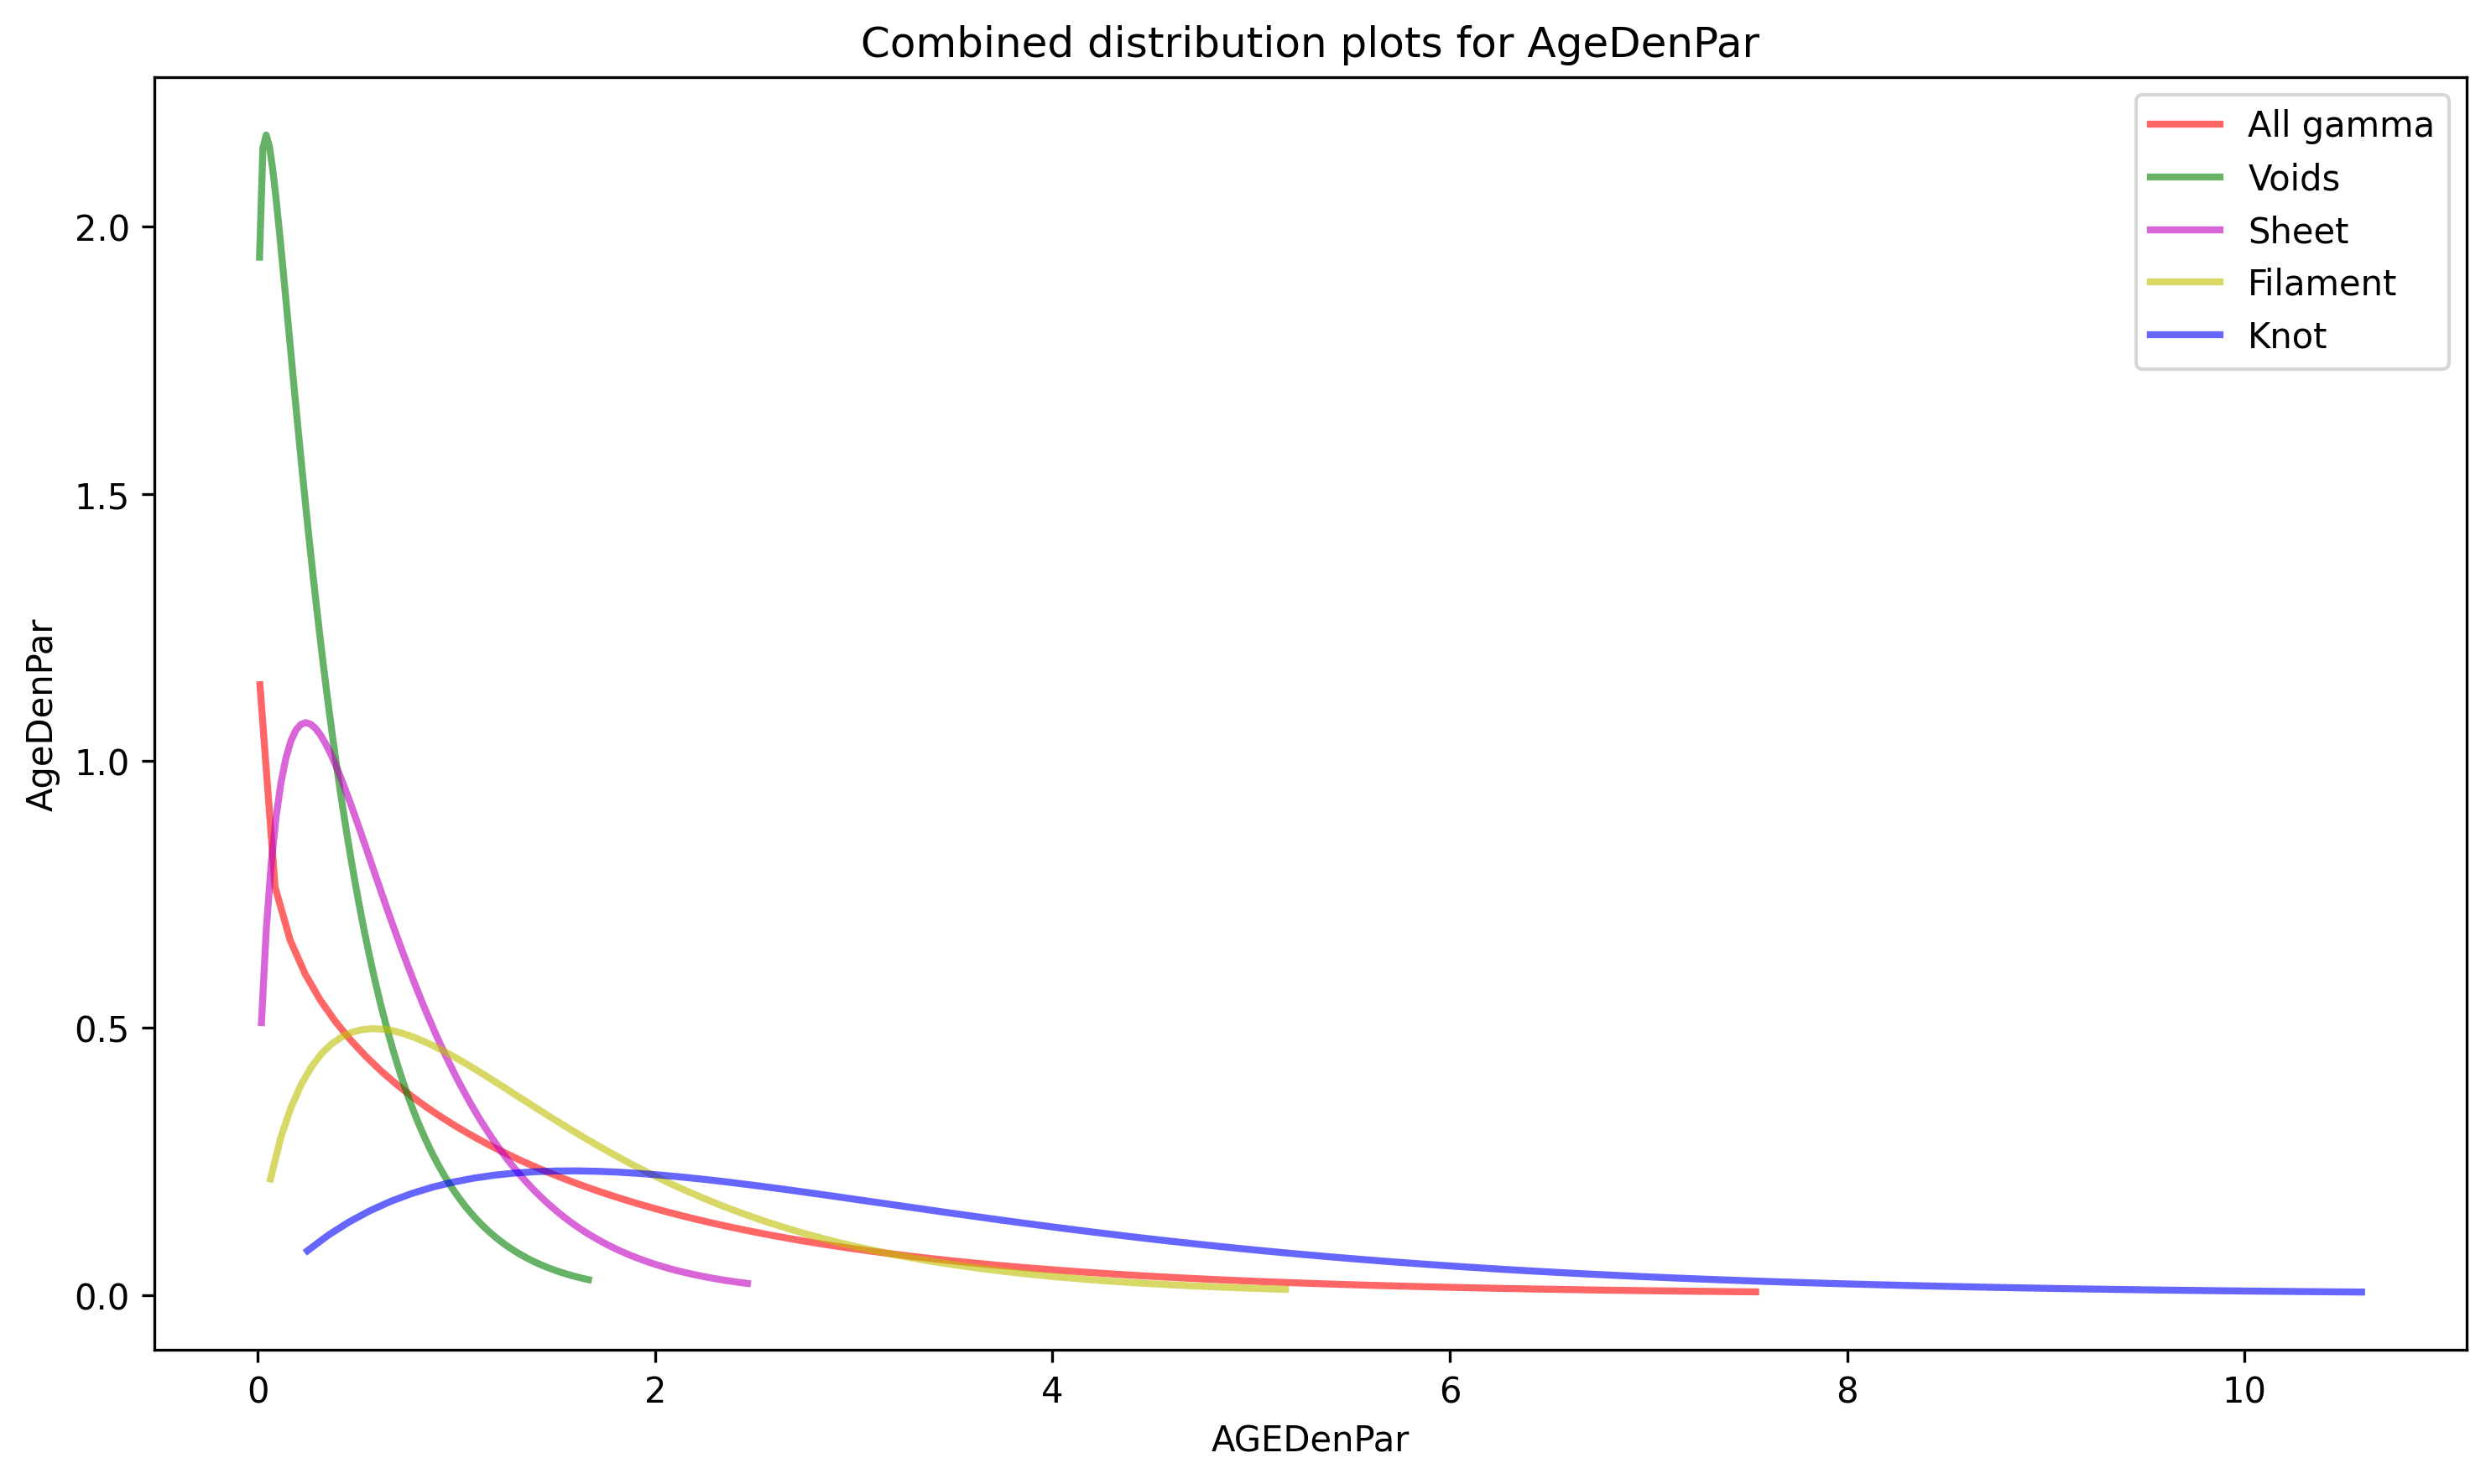 Combined distribution plots for AgeDenPar
All gamma
Voids
Sheet
Filament
Knot
AgeDenPar
2.0
1.5
1.0
0.5
0.0
0 2 4 6 8 10
AGEDenPar